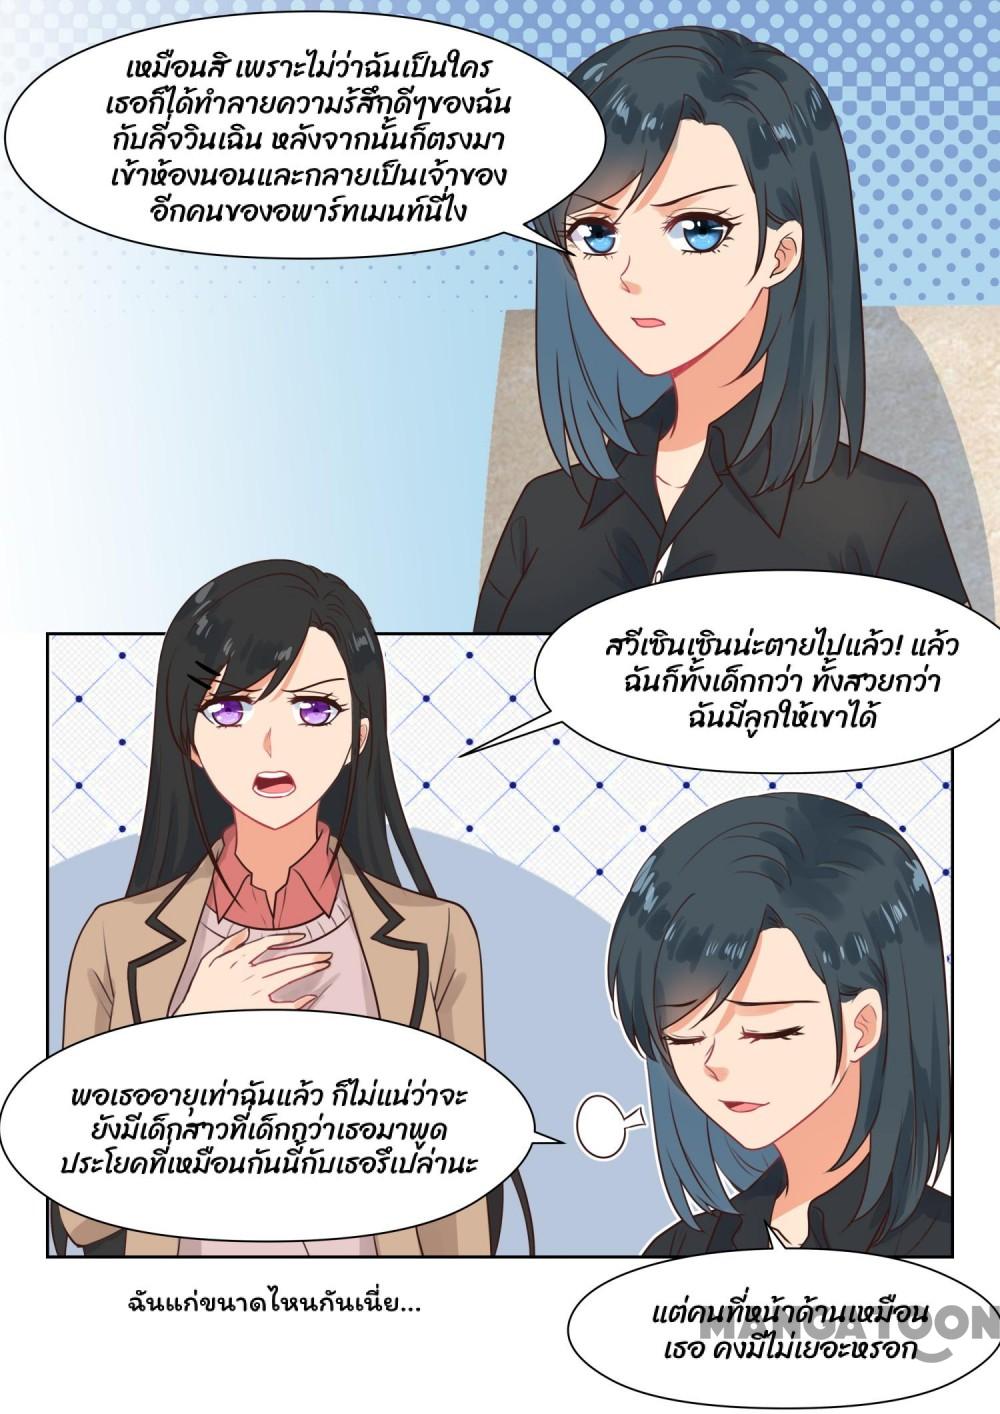 เหมือนสิ เพราะไม่ว่าฉันเป็นใคร
เธอก็ได้ทำลายความรู้สึกดีๆของฉัน
กับลี่จวินเฉิน หลังจากนั้นก็ตรงมา
เข้าห้องนอนและกลายเป็นเจ้าของ
อีกคนของอพาร์ทเมนท์นี่ไง
สวีเซินเซินน่ะตายไปแล้ว! แล้ว
ฉันก็ทั้งเด็กกว่า ทั้งสวยกว่า
ฉันมีลูกให้เขาได้
พอเธออายุเท่าฉันแล้ว ก็ไม่แน่ว่าจะ
ยังมีเด็กสาวที่เด็กกว่าเธอมาพูด
ประโยคที่เหมือนกันนี้กับเธอรึเปล่านะ
ฉันแก่ขนาดไหนกันเนี่ย...
แต่คนที่หน้าด้านเหมือน
เธอ คงมีไม่เยอะหรอก
MANGATOON